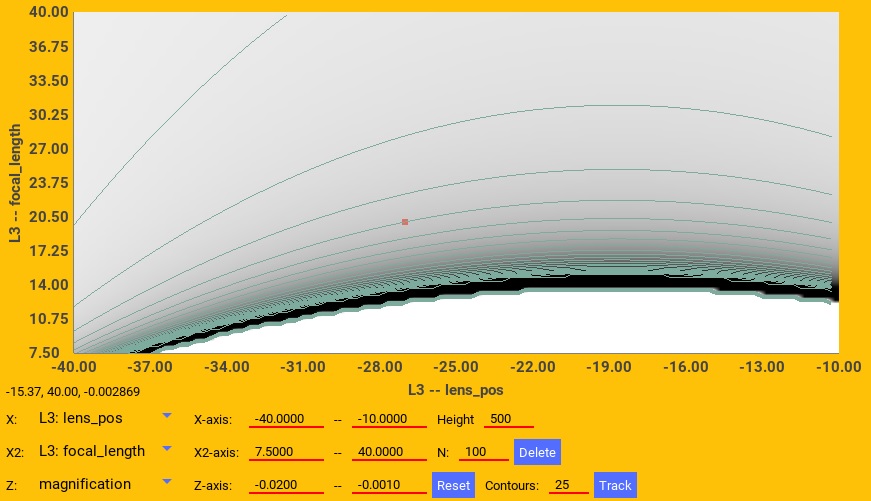 40.00
36.75
33.50
30.25
27.00
23.75
20.50
17.25
14.00
10.75
7.50
L3 -- focal_length
-40.00 -37.00 -34.00 -31.00 -28.00 -25.00 -22.00 -19.00 -16.00 -13.00 -10.00
L3 -- lens_pos
-15.37, 40.00, -0.002869
X: L3: lens_pos X-axis: -40.0000 -- -10.0000 Height 500
X2: L3: focal_length X2-axis: 7.5000 -- 40.0000 N: 100 Delete
Z: magnification Z-axis: -0.0200 -- -0.0010 Reset Contours: 25 Track